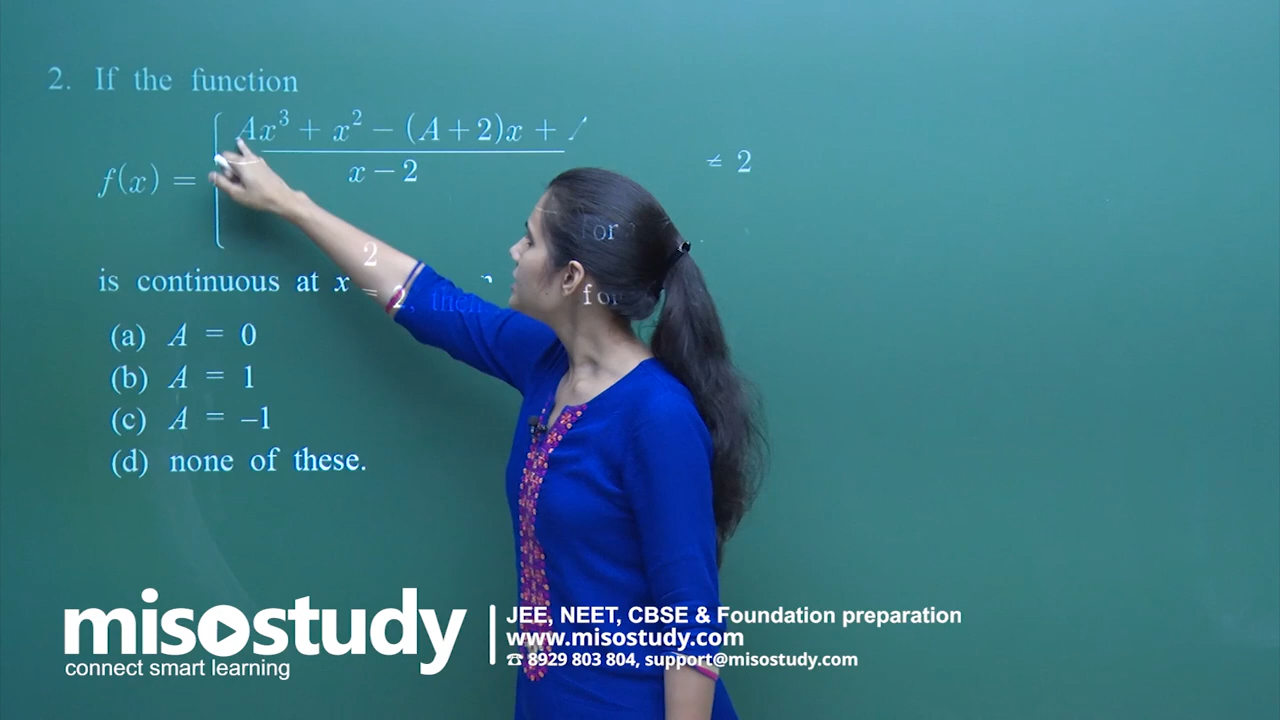 2. If the function
Ax³ + x² − (A+2)x +
f(x) = x − 2 ≠ 2
for
2 for
is continuous at x = 2, then
(a) A = 0
(b) A = 1
(c) A = –1
(d) none of these.
misostudy
connect smart learning
JEE, NEET, CBSE & Foundation preparation
www.misostudy.com
☎ 8929 803 804, support@misostudy.com